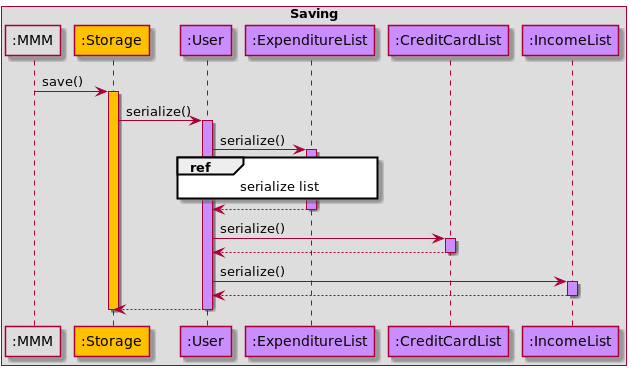 Saving
:MMM :Storage :User :ExpenditureList :CreditCardList :IncomeList
save()
serialize()
serialize()
ref
serialize list
serialize()
serialize()
:MMM :Storage :User :ExpenditureList :CreditCardList :IncomeList